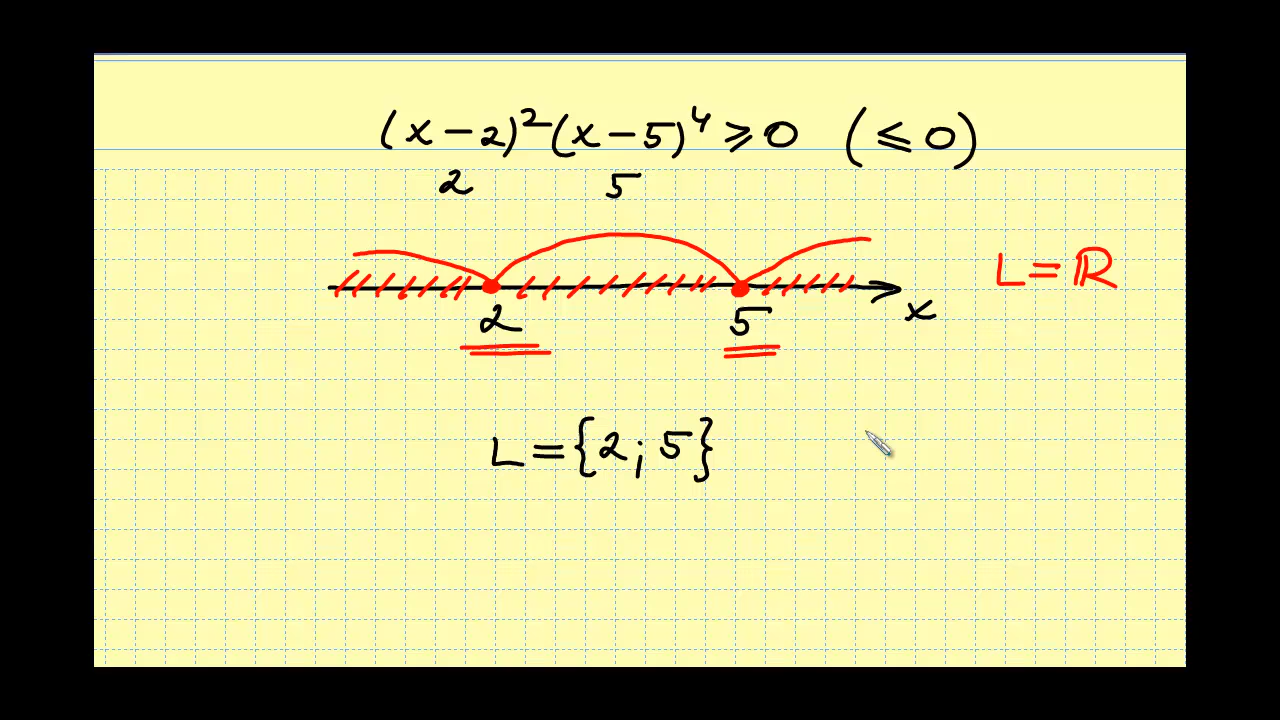 (x-2)²(x-5)⁴ ≥ 0 (≤ 0)
2 5
L = ℝ
2 5 x
L = {2; 5}